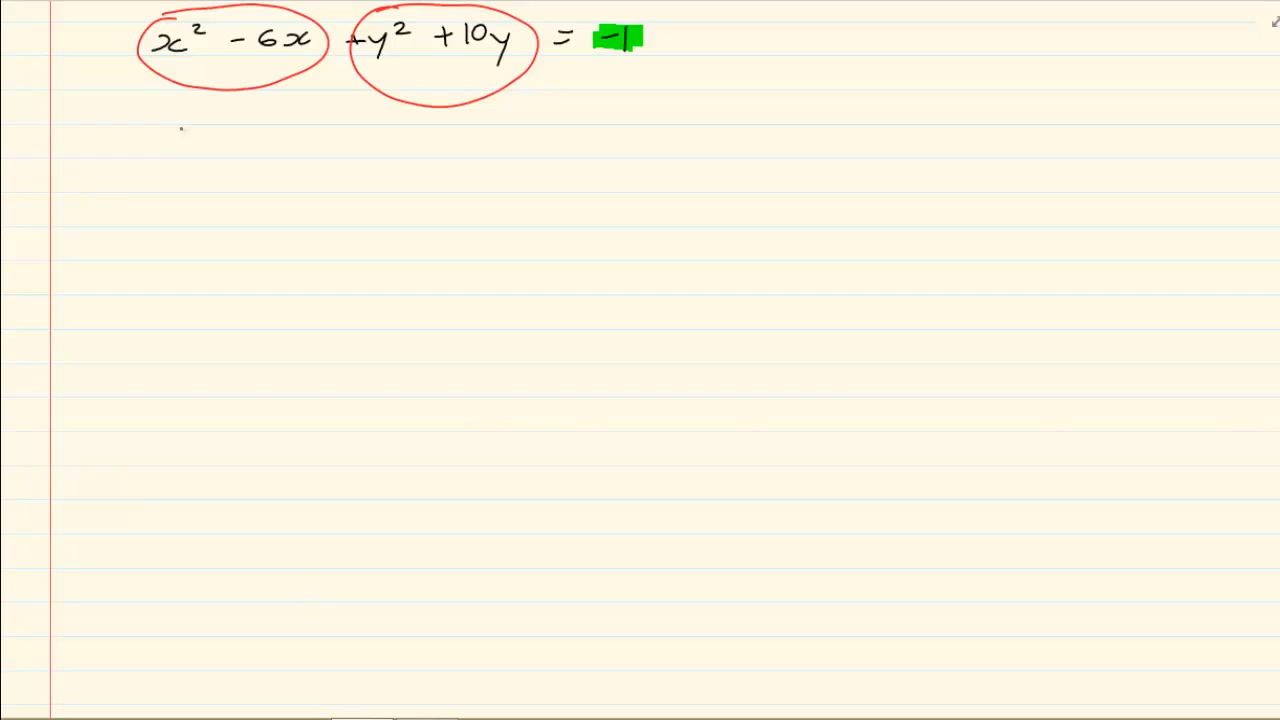 x² - 6x + y² + 10y = -1